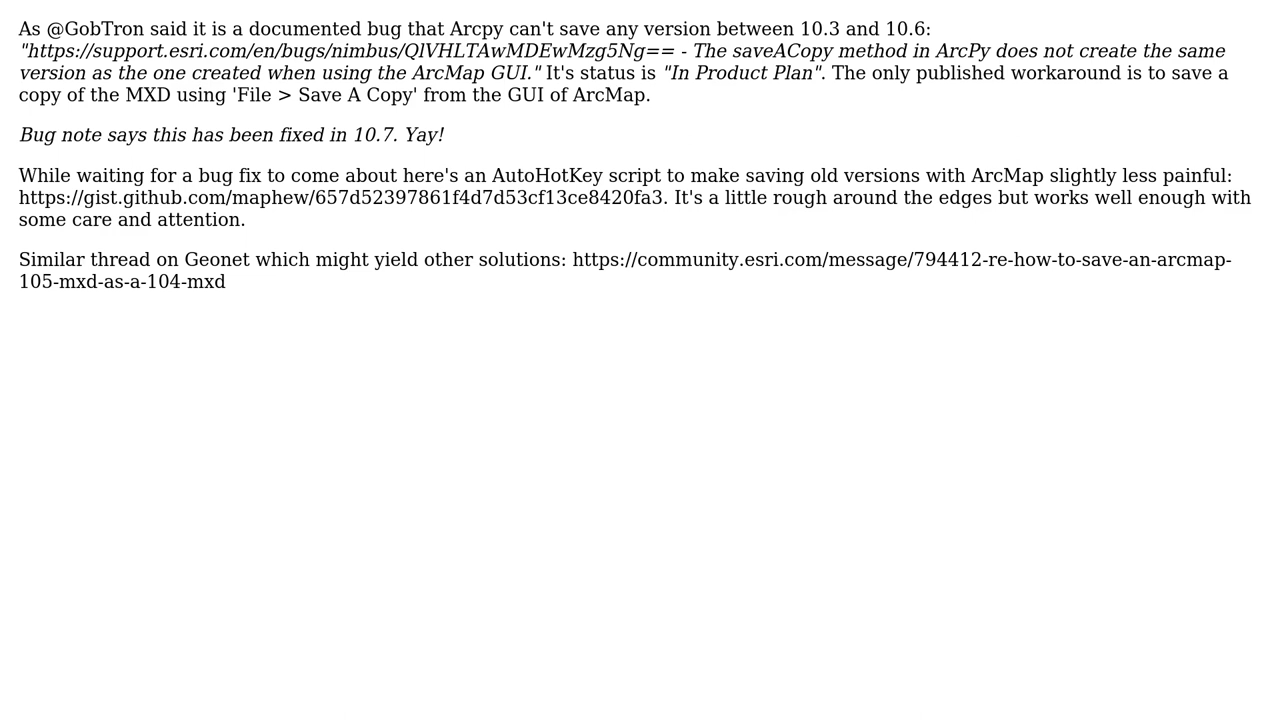 As @GobTron said it is a documented bug that Arcpy can't save any version between 10.3 and 10.6:
"https://support.esri.com/en/bugs/nimbus/QlVHLTAwMDEwMzg5Ng== - The saveACopy method in ArcPy does not create the same
version as the one created when using the ArcMap GUI." It's status is "In Product Plan". The only published workaround is to save a
copy of the MXD using 'File > Save A Copy' from the GUI of ArcMap.
Bug note says this has been fixed in 10.7. Yay!
While waiting for a bug fix to come about here's an AutoHotKey script to make saving old versions with ArcMap slightly less painful:
https://gist.github.com/maphew/657d52397861f4d7d53cf13ce8420fa3. It's a little rough around the edges but works well enough with
some care and attention.
Similar thread on Geonet which might yield other solutions: https://community.esri.com/message/794412-re-how-to-save-an-arcmap-
105-mxd-as-a-104-mxd